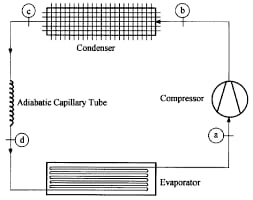 c
b
Condenser
Adiabatic Capillary Tube
Compressor
a
d
Evaporator